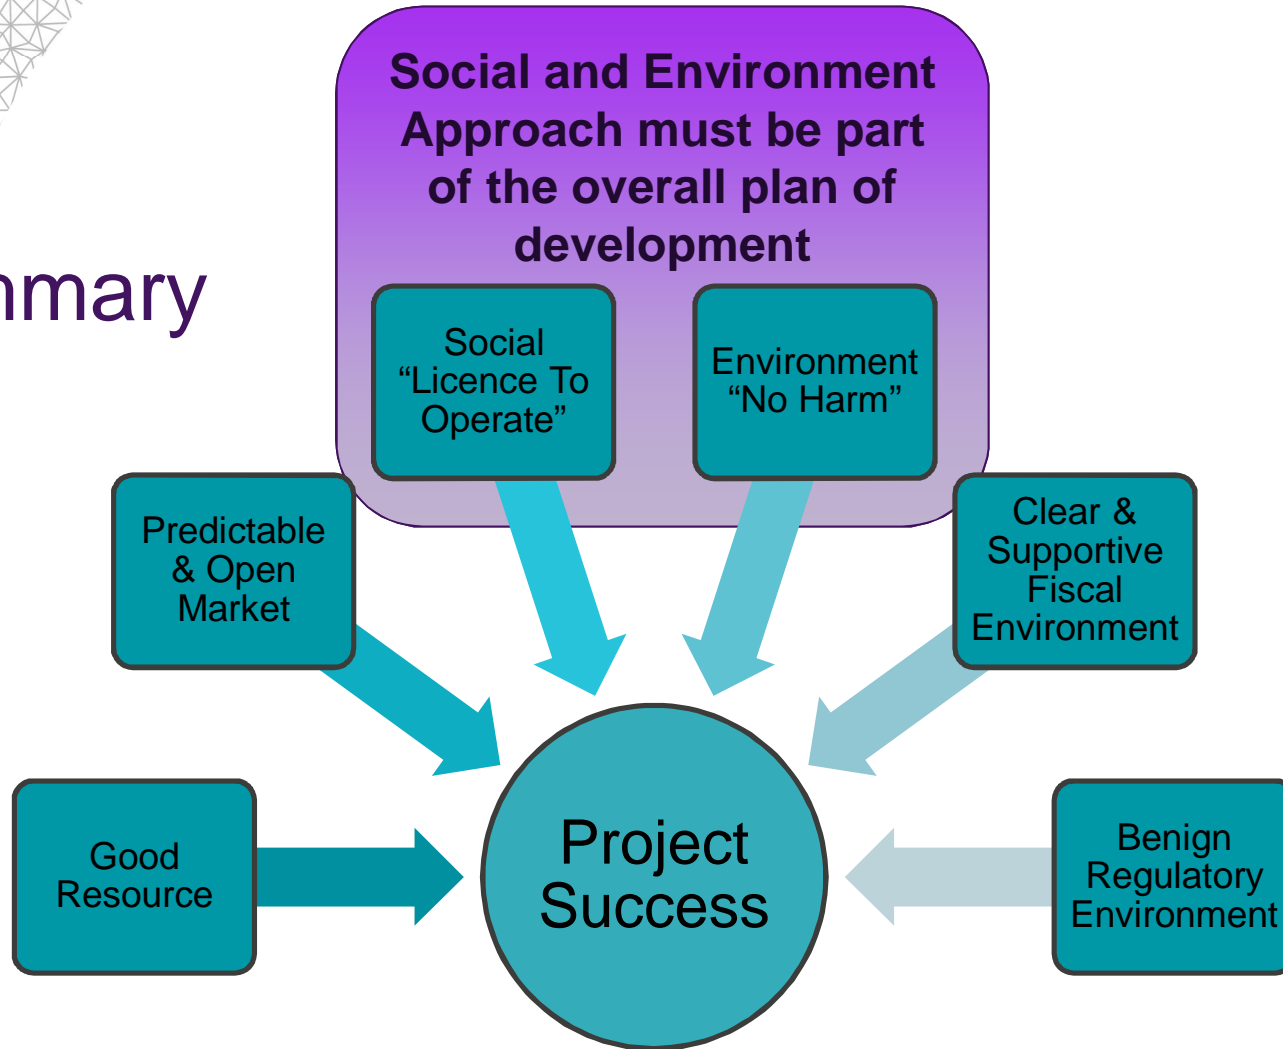 Social and Environment
Approach must be part
of the overall plan of
development
mmary
Social
“Licence To
Operate”
Environment
“No Harm”
Predictable
& Open
Market
Clear &
Supportive
Fiscal
Environment
Good
Resource
Project
Success
Benign
Regulatory
Environment